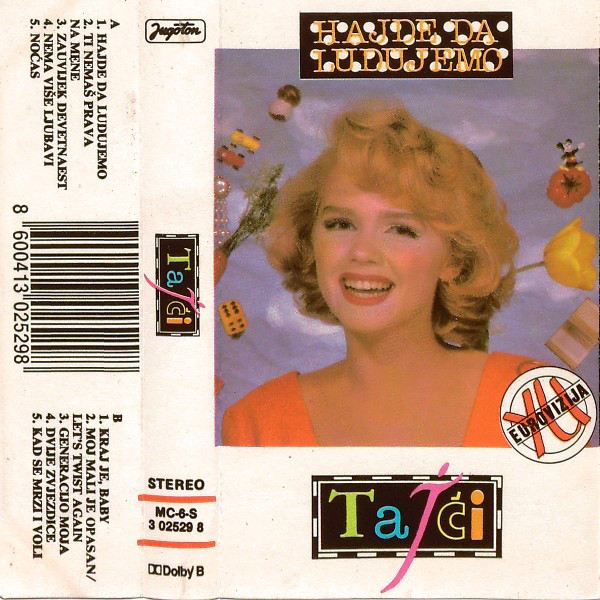 A
1. HAJDE DA LUDUJEMO
2. TI NEMAŠ PRAVA
NA MENE
3. ZAUVIJEK DEVETNAEST
4. NEMA VIŠE LJUBAVI
5. NOĆAS
8 600413 025298
B
1. KRAJ JE, BABY
2. MOJ MALI JE OPASAN/
LET'S TWIST AGAIN
3. GENERACIJO MOJA
4. DVIJE ZVJEZDICE
5. KAD SE MRZI I VOLI
Jugoton
Tajči
STEREO
MC-6-S
3 02529 8
Dolby B
HAJDE DA
LUDUJEMO
YU
EUROVIZIJA
Tajči